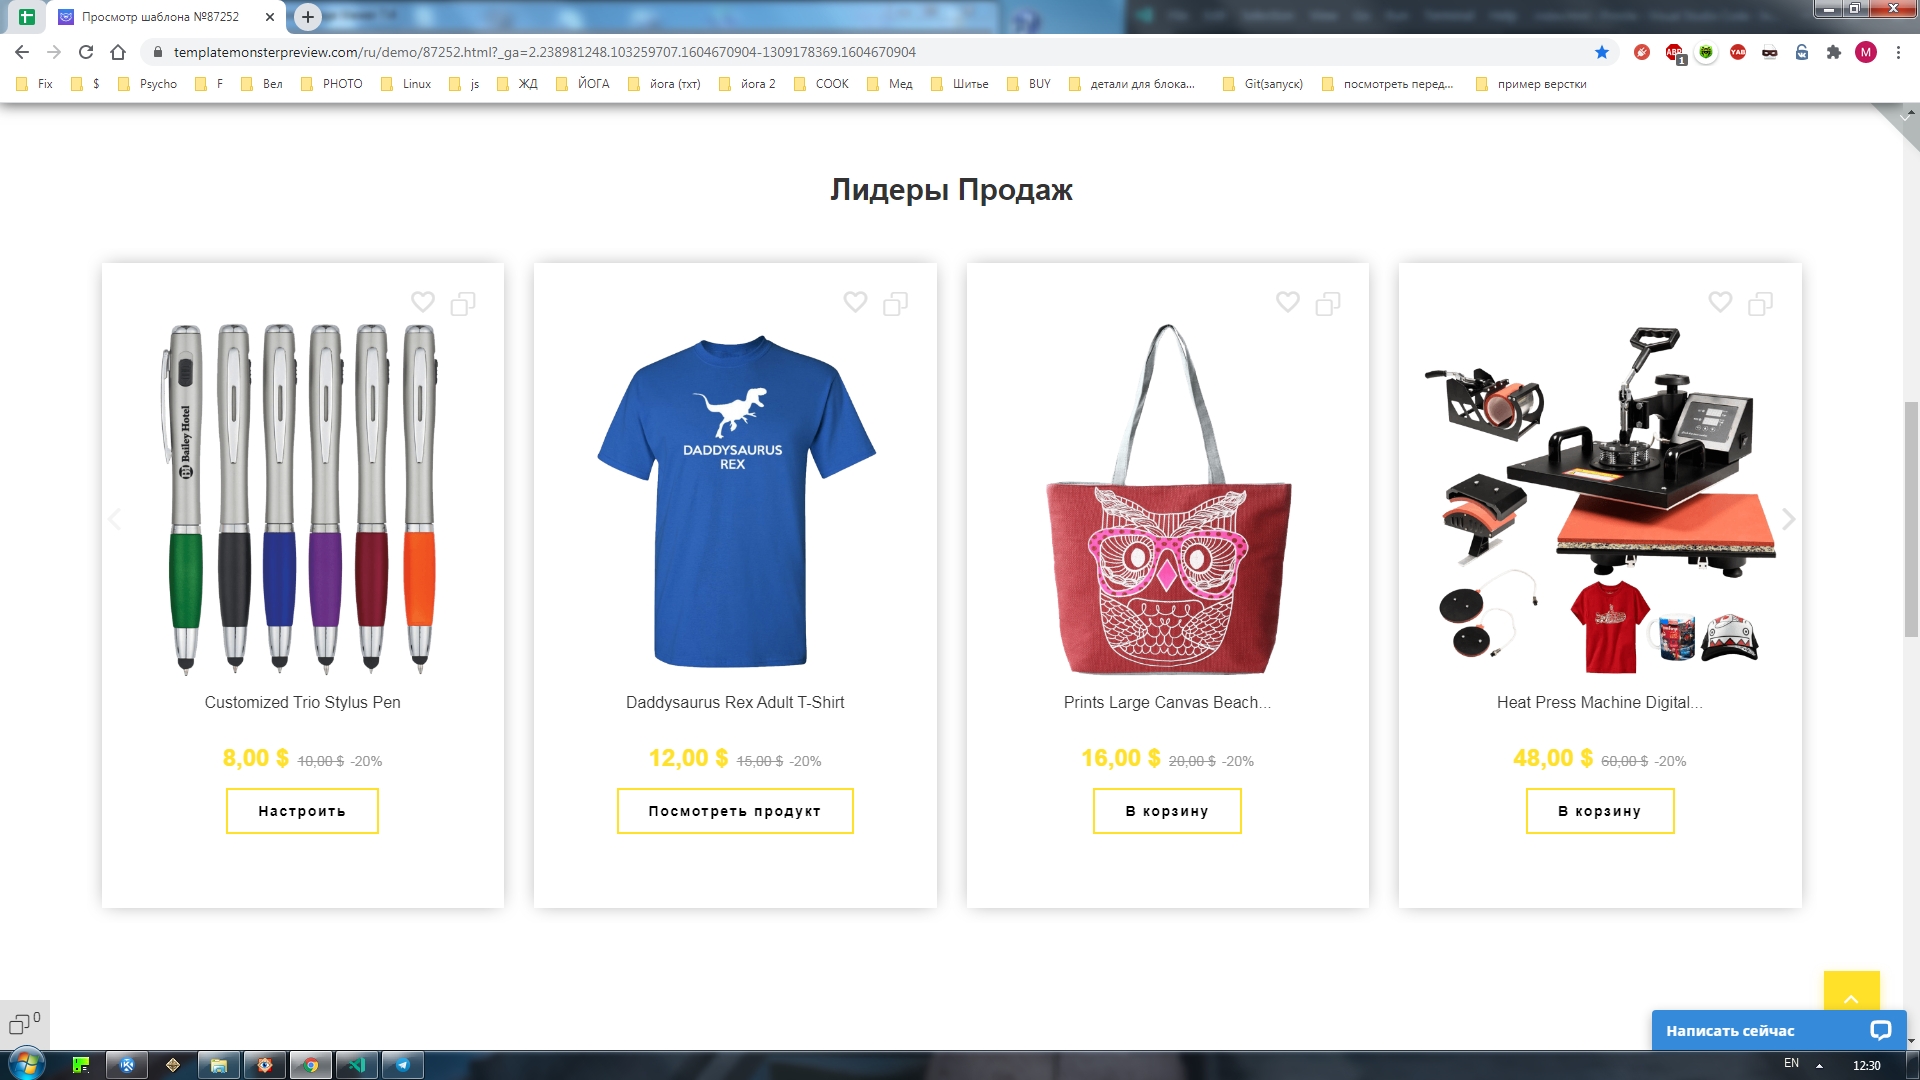 Просмотр шаблона №87252
templatemonsterpreview.com/ru/demo/87252.html?_ga=2.238981248.103259707.1604670904-1309178369.1604670904
ABP
1
YAB
M
Fix
$
Psycho
F
Вел
PHOTO
Linux
js
ЖД
ЙОГА
йога (тхт)
йога 2
COOK
Мед
Шитье
BUY
детали для блока...
Git(запуск)
посмотреть перед...
пример верстки
Лидеры Продаж
Bailey Hotel
DADDYSAURUS
REX
Customized Trio Stylus Pen
8,00 $ 10,00 $ -20%
Настроить
Daddysaurus Rex Adult T-Shirt
12,00 $ 15,00 $ -20%
Посмотреть продукт
Prints Large Canvas Beach...
16,00 $ 20,00 $ -20%
В корзину
Heat Press Machine Digital...
48,00 $ 60,00 $ -20%
В корзину
0
Написать сейчас
EN
12:30